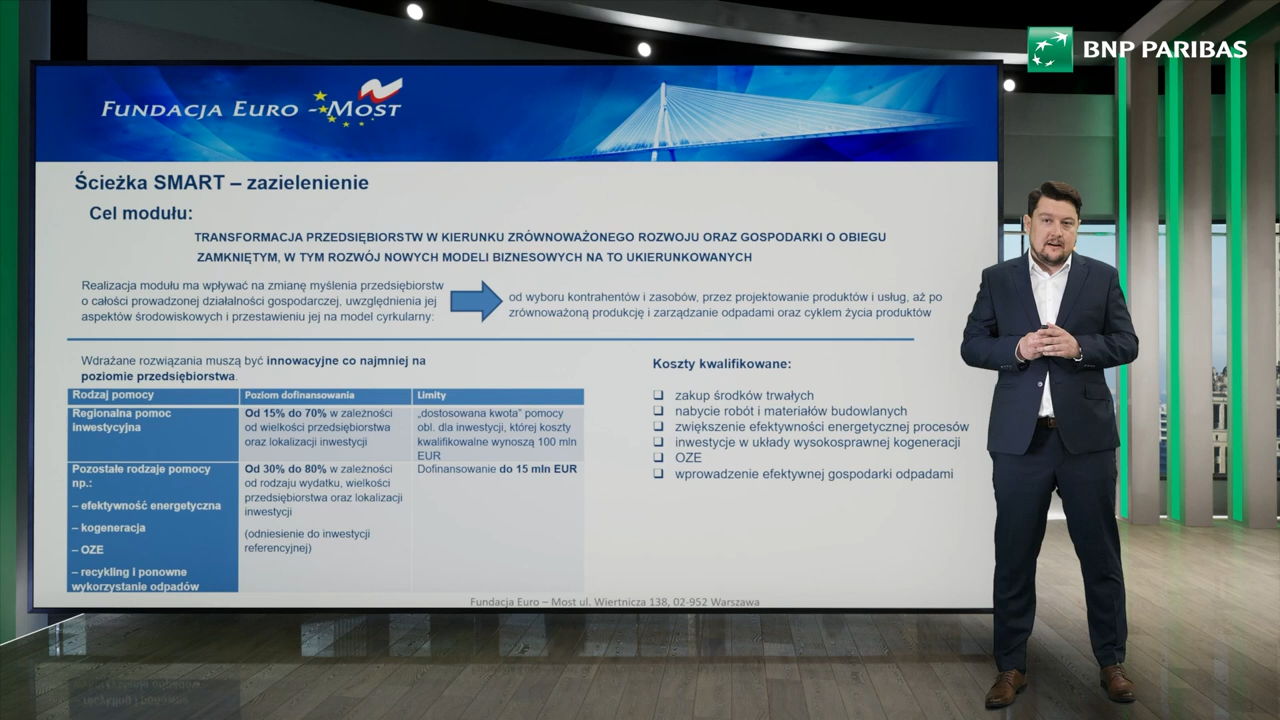 BNP PARIBAS
FUNDACJA EURO - MOST
Ścieżka SMART – zazielenienie
Cel modułu:
TRANSFORMACJA PRZEDSIĘBIORSTW W KIERUNKU ZRÓWNOWAŻONEGO ROZWOJU ORAZ GOSPODARKI O OBIEGU
ZAMKNIĘTYM, W TYM ROZWÓJ NOWYCH MODELI BIZNESOWYCH NA TO UKIERUNKOWANYCH
Realizacja modułu ma wpływać na zmianę myślenia przedsiębiorstw
o całości prowadzonej działalności gospodarczej, uwzględnienia jej
aspektów środowiskowych i przestawieniu jej na model cyrkularny:
od wyboru kontrahentów i zasobów, przez projektowanie produktów i usług, aż po
zrównoważoną produkcję i zarządzanie odpadami oraz cyklem życia produktów
Wdrażane rozwiązania muszą być innowacyjne co najmniej na
poziomie przedsiębiorstwa.
Rodzaj pomocy
Poziom dofinansowania
Limity
Regionalna pomoc
inwestycyjna
Od 15% do 70% w zależności
od wielkości przedsiębiorstwa
oraz lokalizacji inwestycji
„dostosowana kwota” pomocy
obl. dla inwestycji, której koszty
kwalifikowalne wynoszą 100 mln
EUR
Pozostałe rodzaje pomocy
np.:
– efektywność energetyczna
– kogeneracja
– OZE
– recykling i ponowne
wykorzystanie odpadów
Od 30% do 80% w zależności
od rodzaju wydatku, wielkości
przedsiębiorstwa oraz lokalizacji
inwestycji
(odniesienie do inwestycji
referencyjnej)
Dofinansowanie do 15 mln EUR
Koszty kwalifikowane:
zakup środków trwałych
nabycie robót i materiałów budowlanych
zwiększenie efektywności energetycznej procesów
inwestycje w układy wysokosprawnej kogeneracji
OZE
wprowadzenie efektywnej gospodarki odpadami
Fundacja Euro – Most ul. Wiertnicza 138, 02-952 Warszawa